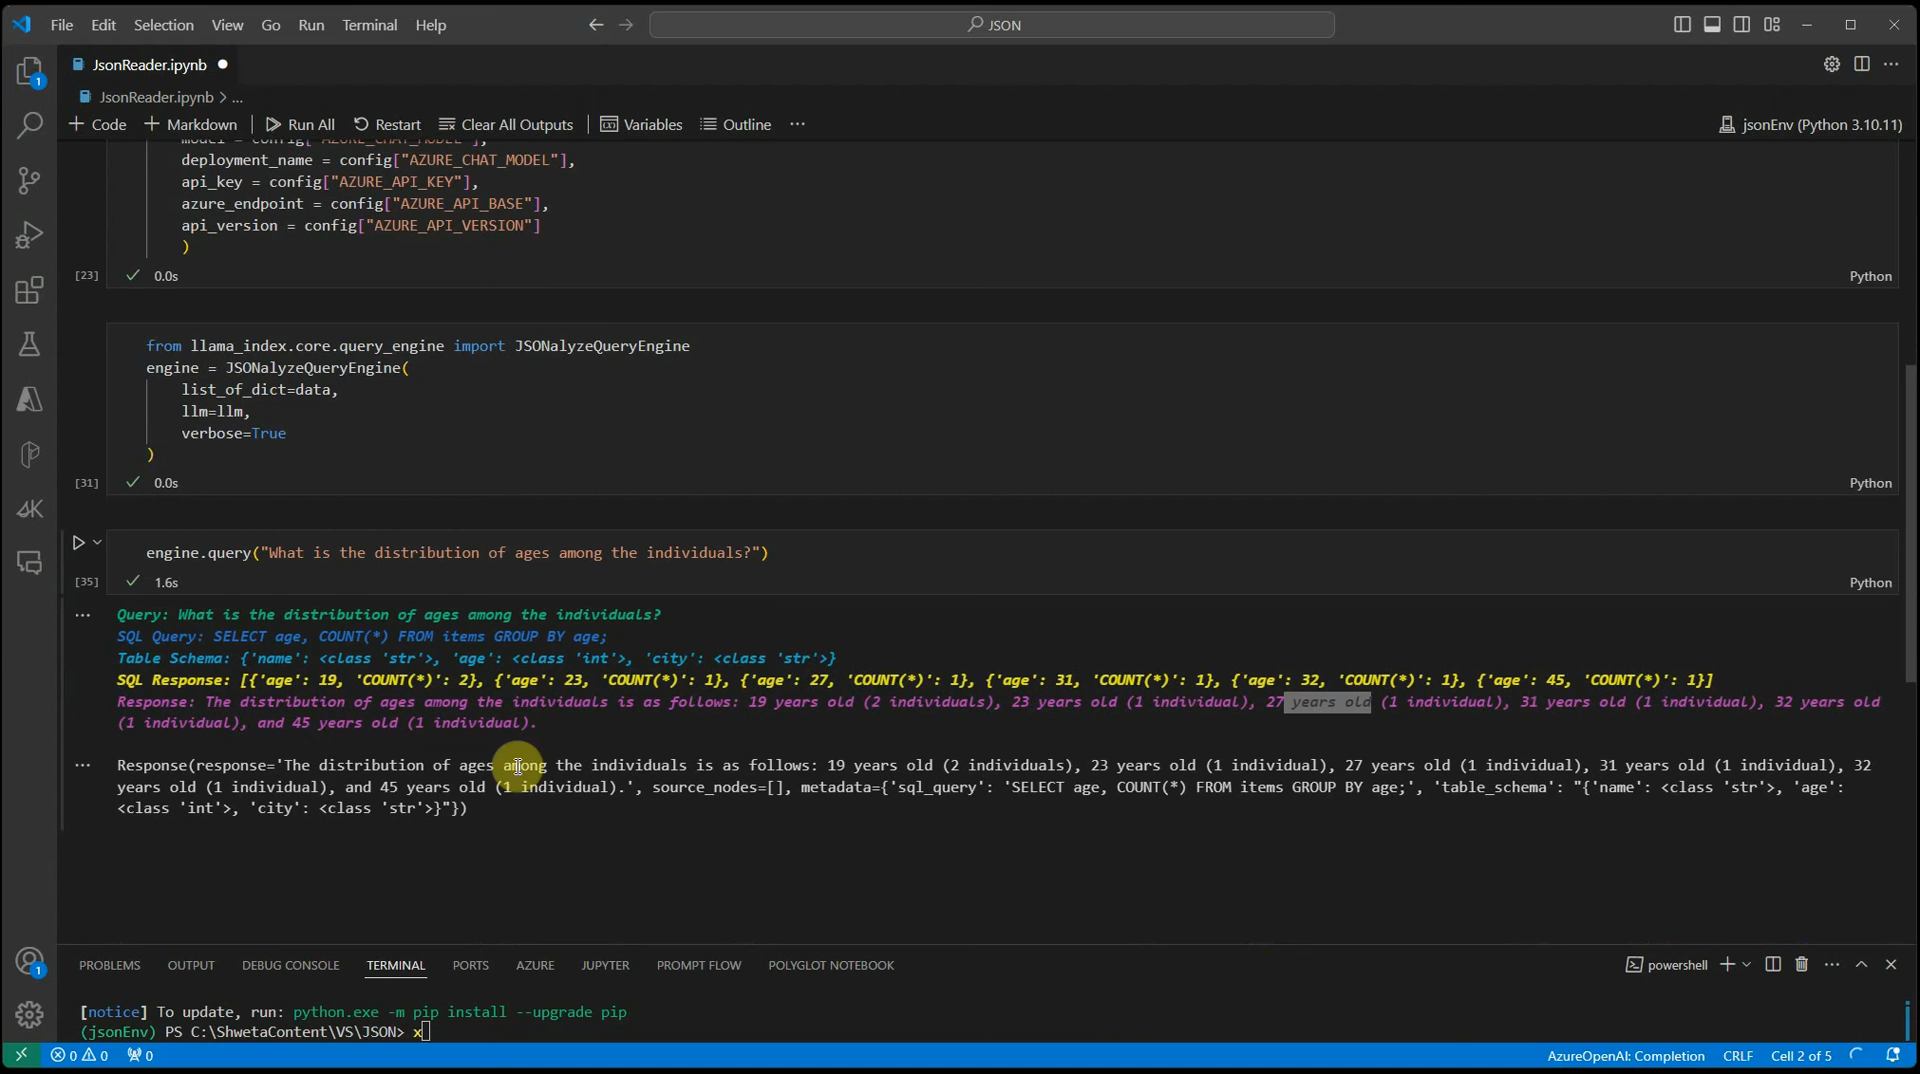 File Edit Selection View Go Run Terminal Help
JSON
1
JsonReader.ipynb
JsonReader.ipynb > ...
+ Code + Markdown Run All Restart Clear All Outputs Variables Outline ...
jsonEnv (Python 3.10.11)
model = config["AZURE_CHAT_MODEL"],
deployment_name = config["AZURE_CHAT_MODEL"],
api_key = config["AZURE_API_KEY"],
azure_endpoint = config["AZURE_API_BASE"],
api_version = config["AZURE_API_VERSION"]
)
[23] 0.0s Python
from llama_index.core.query_engine import JSONalyzeQueryEngine
engine = JSONalyzeQueryEngine(
list_of_dict=data,
llm=llm,
verbose=True
)
[31] 0.0s Python
engine.query("What is the distribution of ages among the individuals?")
[35] 1.6s Python
... Query: What is the distribution of ages among the individuals?
SQL Query: SELECT age, COUNT(*) FROM items GROUP BY age;
Table Schema: {'name': <class 'str'>, 'age': <class 'int'>, 'city': <class 'str'>}
SQL Response: [{'age': 19, 'COUNT(*)': 2}, {'age': 23, 'COUNT(*)': 1}, {'age': 27, 'COUNT(*)': 1}, {'age': 31, 'COUNT(*)': 1}, {'age': 32, 'COUNT(*)': 1}, {'age': 45, 'COUNT(*)': 1}]
Response: The distribution of ages among the individuals is as follows: 19 years old (2 individuals), 23 years old (1 individual), 27 years old (1 individual), 31 years old (1 individual), 32 years old
(1 individual), and 45 years old (1 individual).
... Response(response='The distribution of ages among the individuals is as follows: 19 years old (2 individuals), 23 years old (1 individual), 27 years old (1 individual), 31 years old (1 individual), 32
years old (1 individual), and 45 years old (1 individual).', source_nodes=[], metadata={'sql_query': 'SELECT age, COUNT(*) FROM items GROUP BY age;', 'table_schema': "{'name': <class 'str'>, 'age':
<class 'int'>, 'city': <class 'str'>}"})
PROBLEMS OUTPUT DEBUG CONSOLE TERMINAL PORTS AZURE JUPYTER PROMPT FLOW POLYGLOT NOTEBOOK
powershell
1
[notice] To update, run: python.exe -m pip install --upgrade pip
(jsonEnv) PS C:\ShwetaContent\VS\JSON> x
0 0 0
AzureOpenAI: Completion CRLF Cell 2 of 5